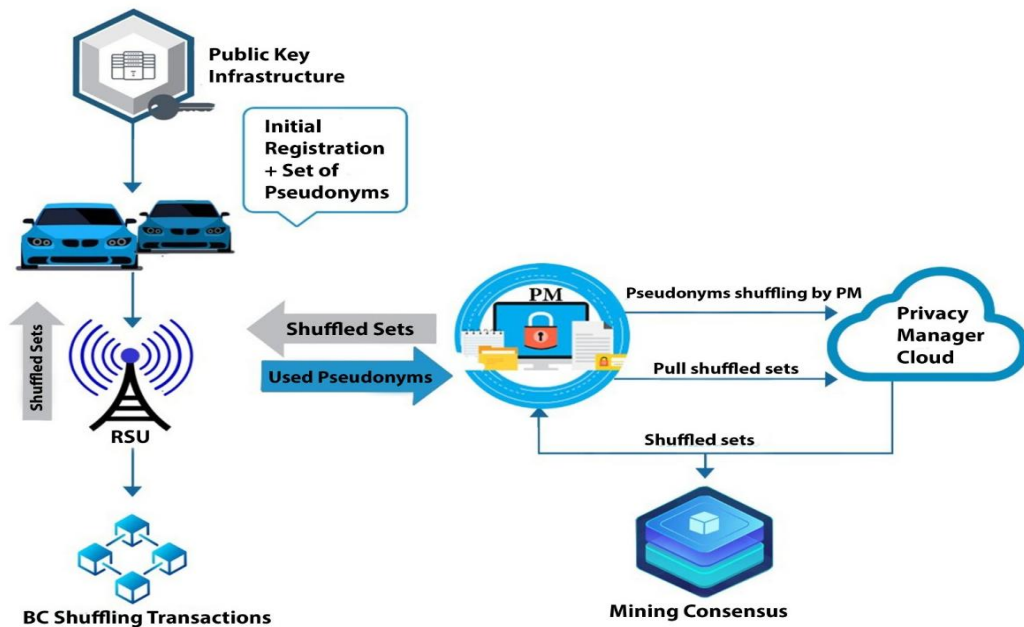 Public Key
Infrastructure
Initial
Registration
+ Set of
Pseudonyms
Shuffled Sets
RSU
BC Shuffling Transactions
Shuffled Sets
Used Pseudonyms
PM
Pseudonyms shuffling by PM
Pull shuffled sets
Privacy
Manager
Cloud
Shuffled sets
Mining Consensus